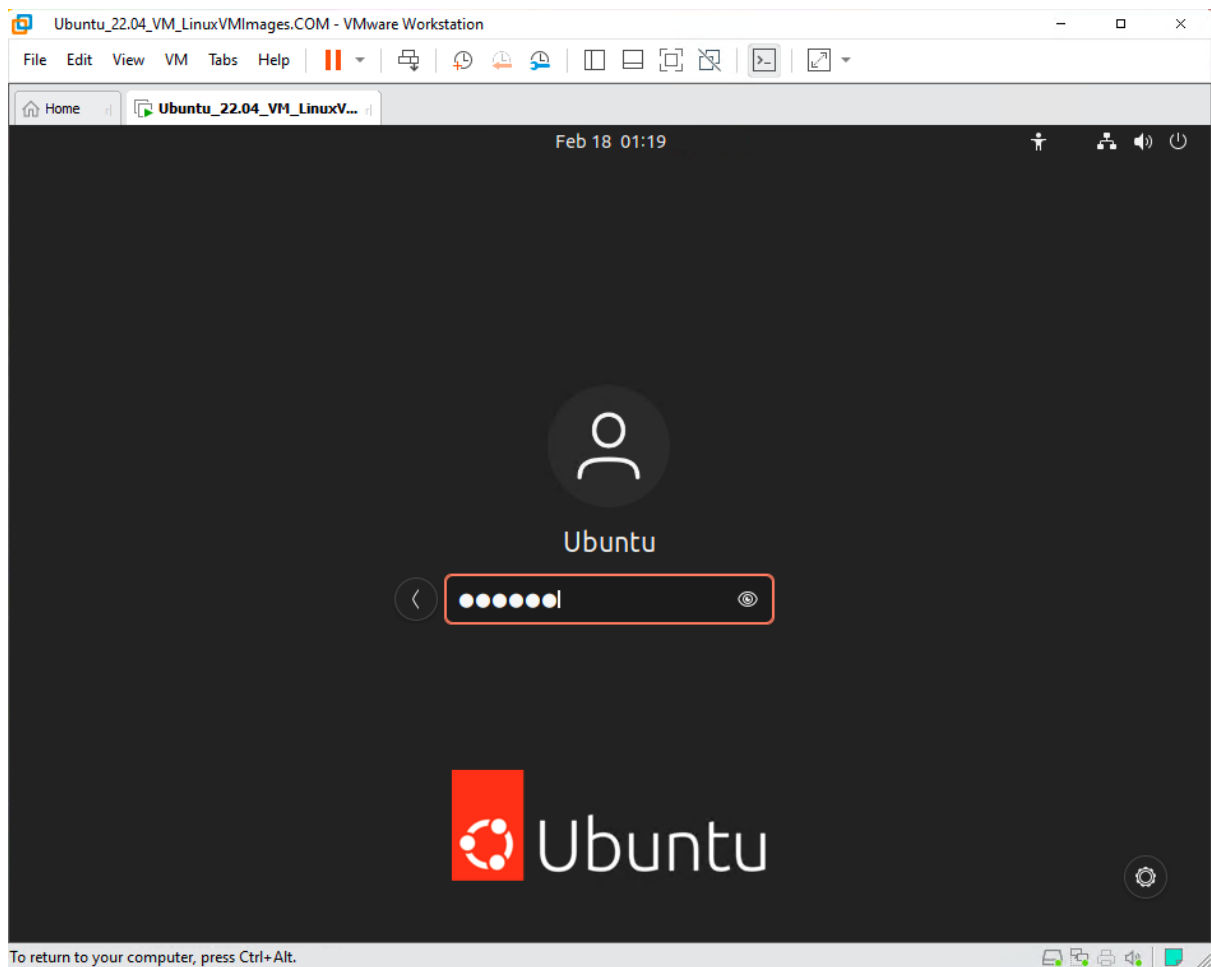 Ubuntu_22.04_VM_LinuxVMImages.COM - VMware Workstation
File Edit View VM Tabs Help
Home Ubuntu_22.04_VM_LinuxV...
Feb 18 01:19
Ubuntu
Ubuntu
To return to your computer, press Ctrl+Alt.